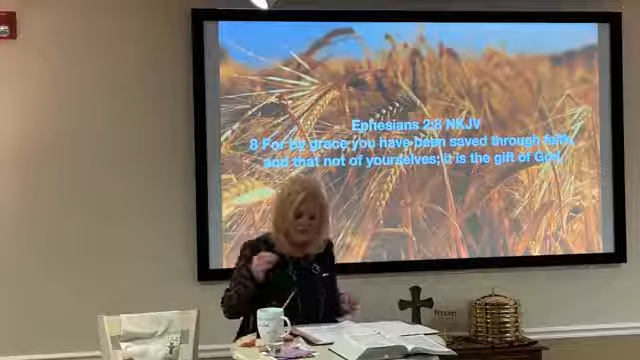 Ephesians 2:8 NKJV
8 For by grace you have been saved through faith,
and that not of yourselves; it is the gift of God,